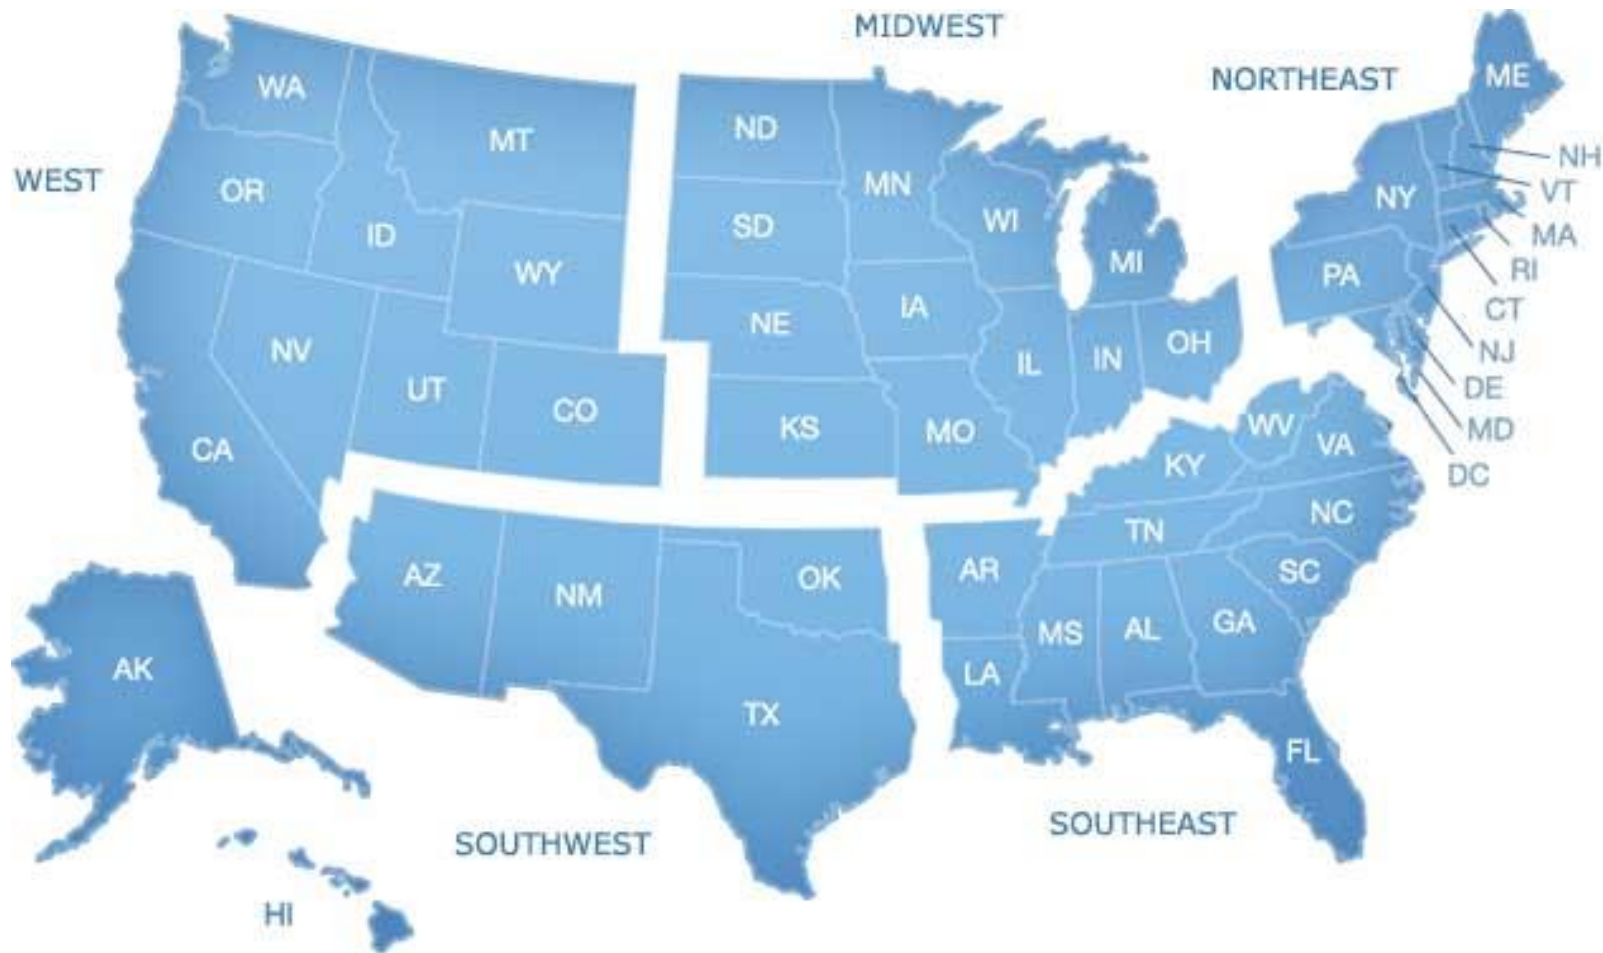 MIDWEST
NORTHEAST
WEST
SOUTHWEST
SOUTHEAST
WA
MT
OR
ID
WY
NV
UT
CO
CA
AK
HI
ND
MN
SD
WI
MI
NE
IA
IL
IN
OH
KS
MO
ME
NH
VT
NY
MA
RI
PA
CT
NJ
DE
MD
DC
AZ
NM
OK
TX
WV
VA
KY
NC
TN
AR
SC
MS
AL
GA
LA
FL